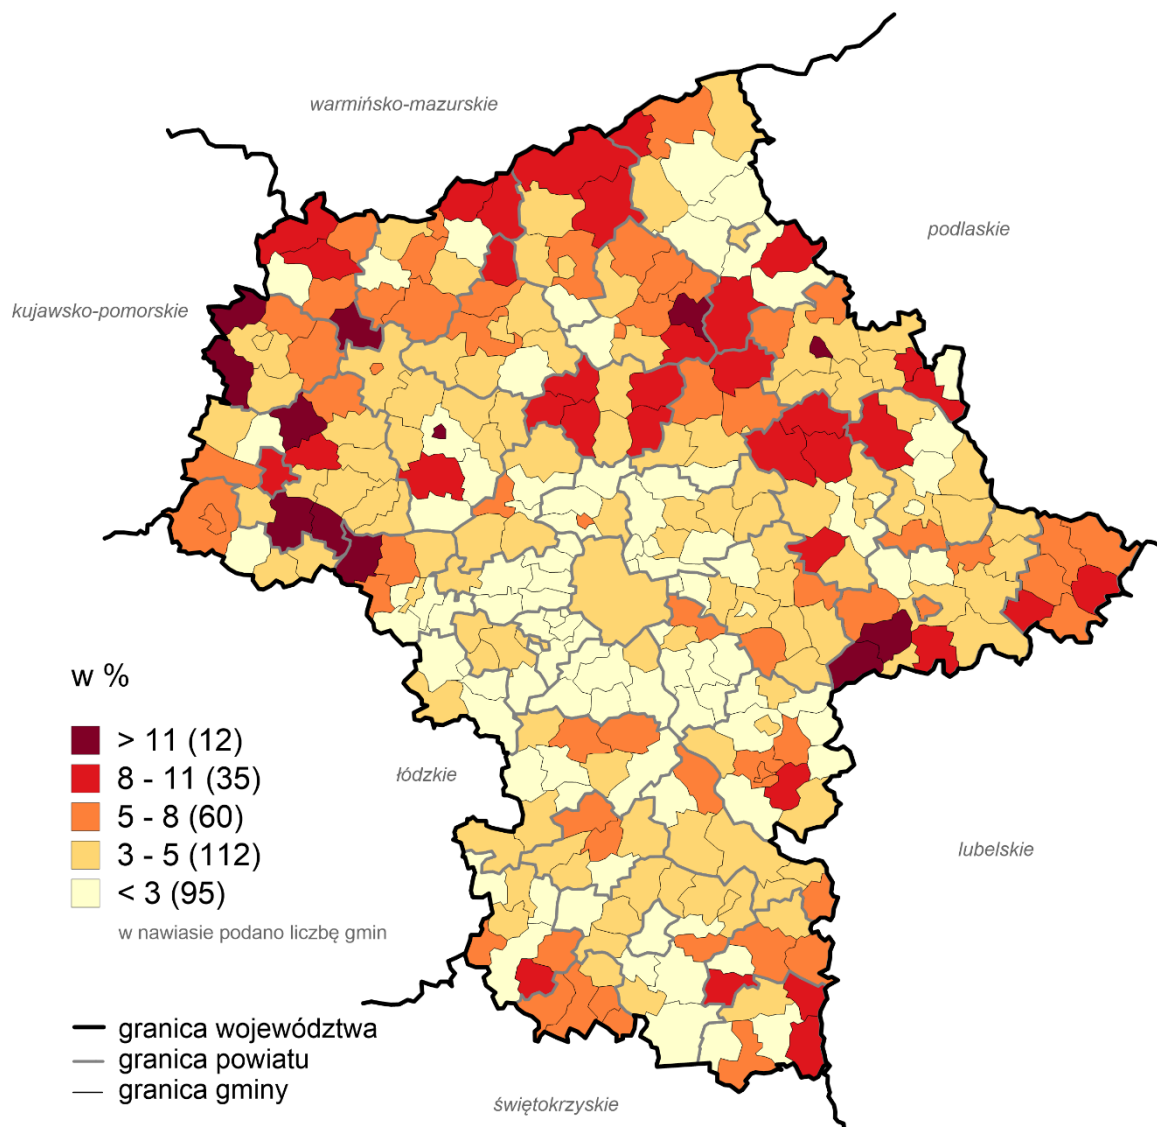 warmińsko-mazurskie
podlaskie
kujawsko-pomorskie
w %
> 11 (12)
8 - 11 (35)
5 - 8 (60)
3 - 5 (112)
< 3 (95)
w nawiasie podano liczbę gmin
łódzkie
lubelskie
granica województwa
granica powiatu
granica gminy
świętokrzyskie